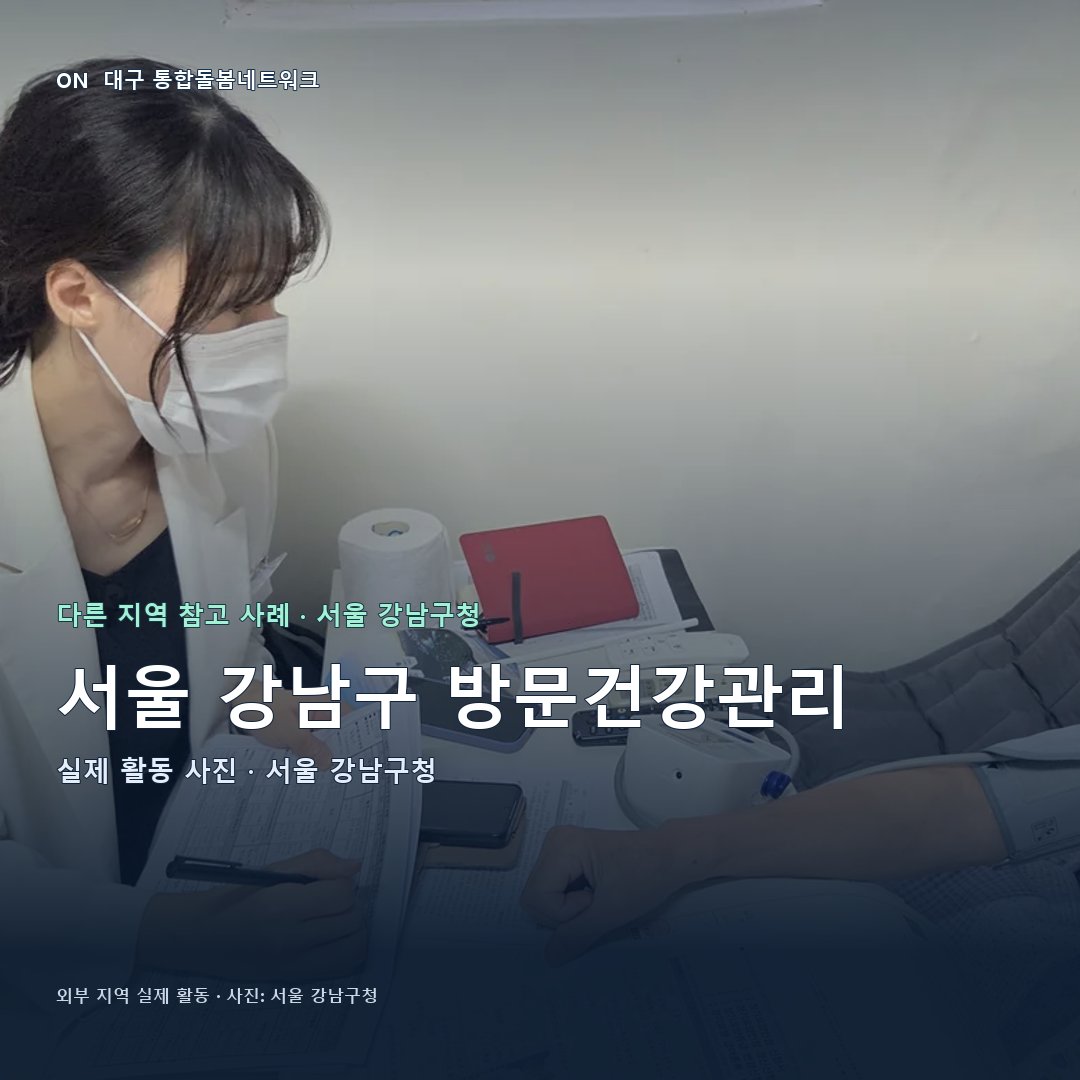 ON 대구 통합돌봄네트워크
다른 지역 참고 사례 · 서울 강남구청
서울 강남구 방문건강관리
실제 활동 사진 · 서울 강남구청
외부 지역 실제 활동 · 사진: 서울 강남구청